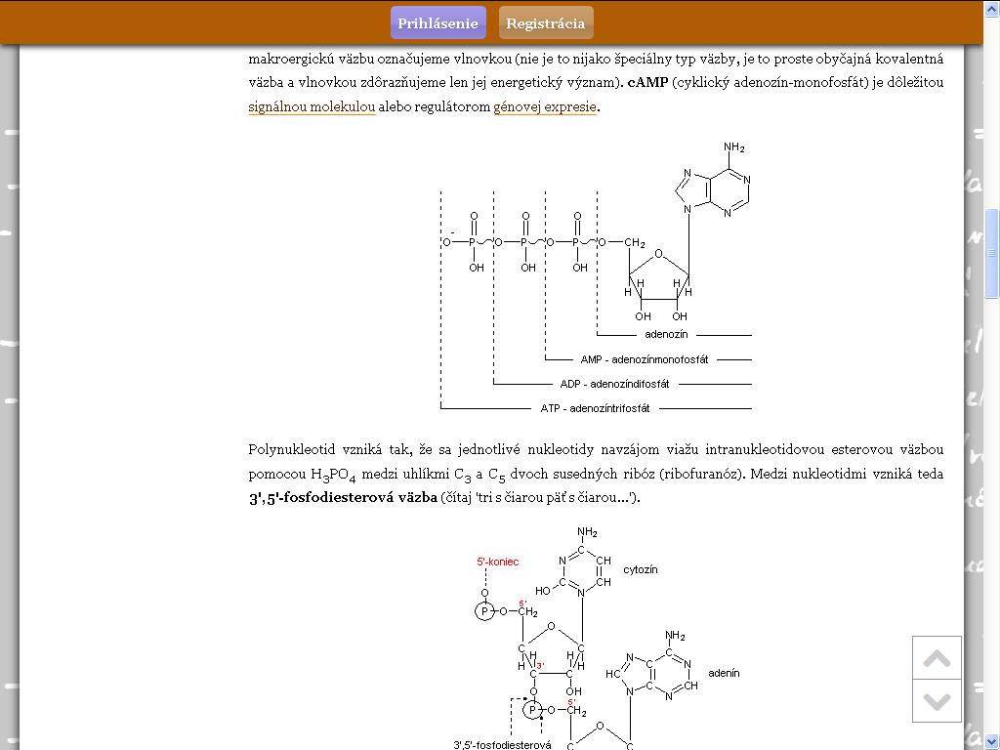 Prihlásenie
Registrácia
makroergickú väzbu označujeme vlnovkou (nie je to nijako špeciálny typ väzby, je to proste obyčajná kovalentná
väzba a vlnovkou zdôrazňujeme len jej energetický význam). cAMP (cyklický adenozín-monofosfát) je dôležitou
signálnou molekulou alebo regulátorom génovej expresie.
NH2
N N
N N
O- P O P O P O CH2
O O O
OH OH OH
O
H H H H
OH OH
adenozín
AMP - adenozínmonofosfát
ADP - adenozíndifosfát
ATP - adenozíntrifosfát
Polynukleotid vzniká tak, že sa jednotlivé nukleotidy navzájom viažu intranukleotidovou esterovou väzbou
pomocou H3PO4 medzi uhlíkmi C3 a C5 dvoch susedných ribóz (ribofuranóz). Medzi nukleotidmi vzniká teda
3',5'-fosfodiesterová väzba (čítaj 'tri s čiarou päť s čiarou...').
NH2
5'-koniec
N C CH
cytozín
HO C N CH
O
P O 5' CH2
O
C C
H H H H
3' C C
O OH
NH2
N C C N
HC C CH
N N
adenín
P O 5' CH2
O
C C
3',5'-fosfodiesterová